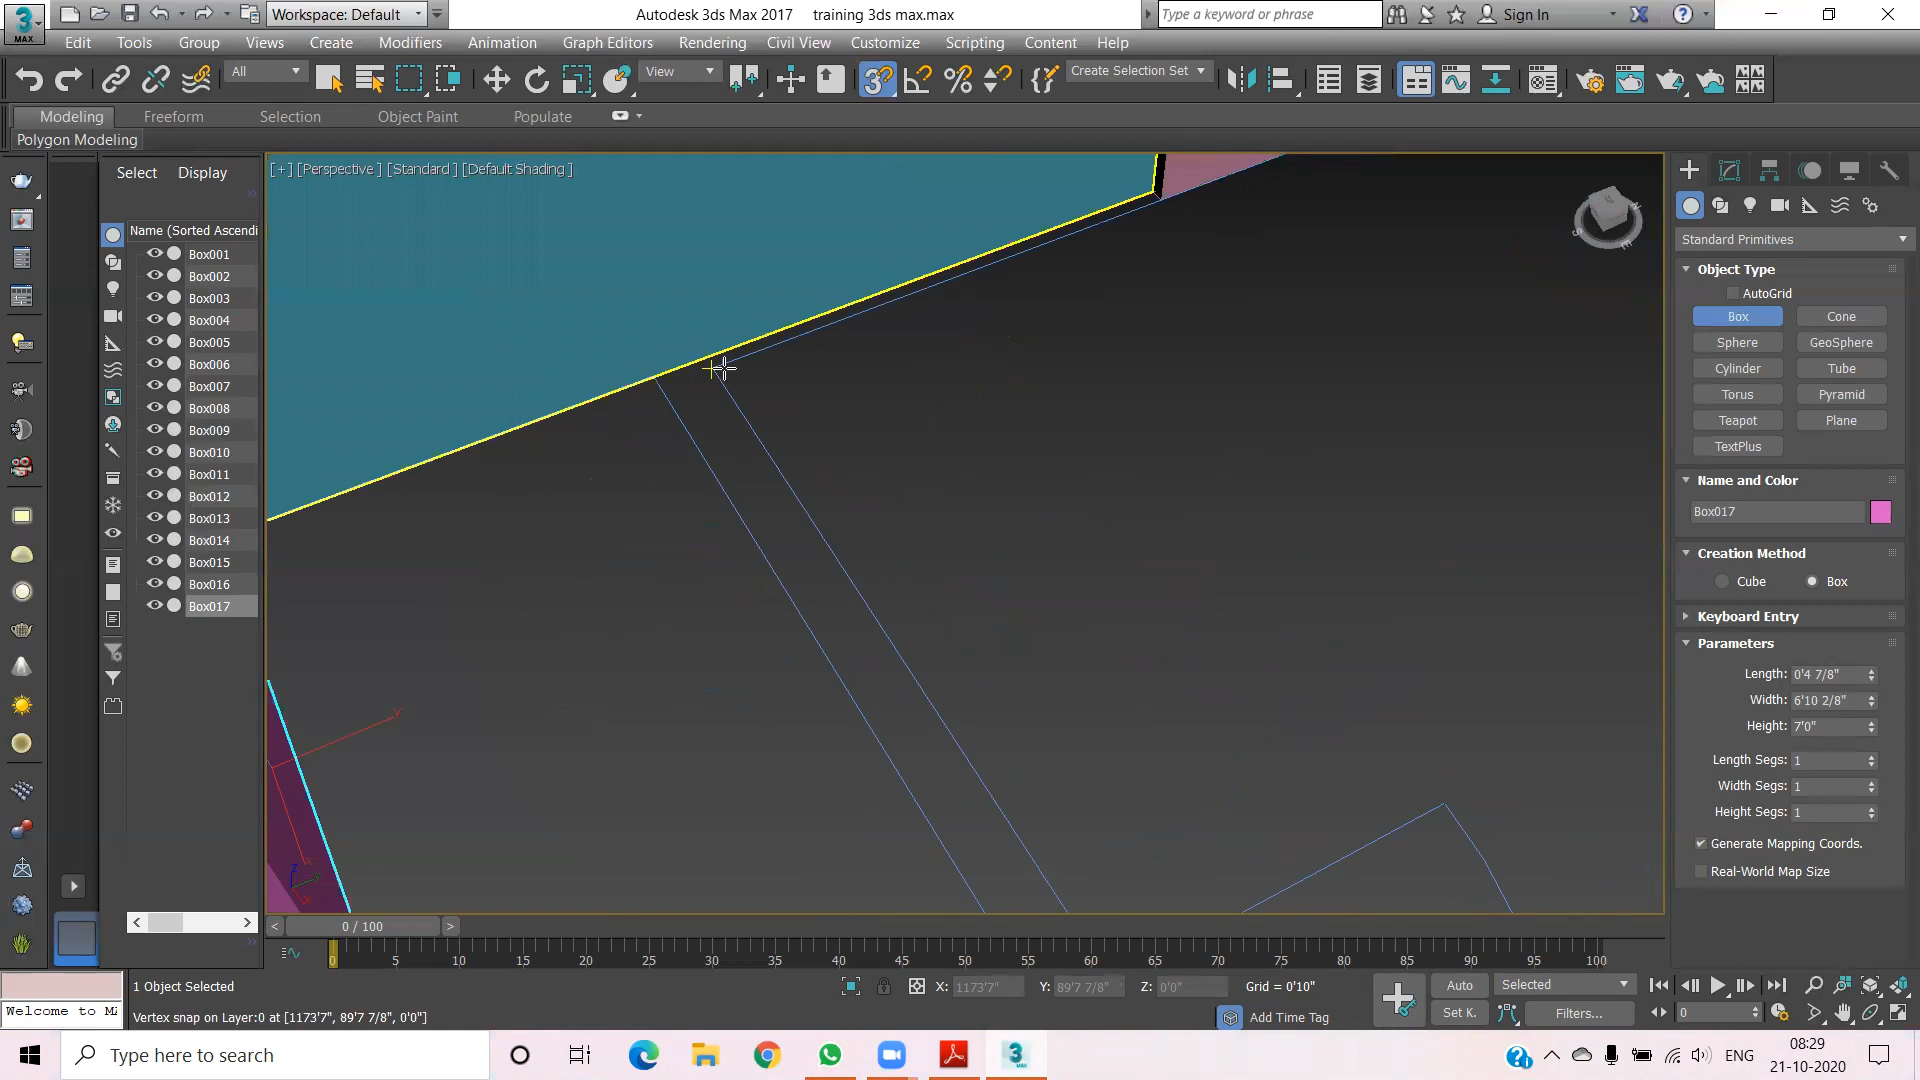 Workspace: Default
Autodesk 3ds Max 2017    training 3ds max.max
Type a keyword or phrase
Sign In
3
MAX
Edit Tools Group Views Create Modifiers Animation Graph Editors Rendering Civil View Customize Scripting Content Help
All
View
Create Selection Set
Modeling Freeform Selection Object Paint Populate
Polygon Modeling
Select Display
[ + ] [Perspective ] [Standard ] [Default Shading ]
Name (Sorted Ascendi
Box001
Box002
Box003
Box004
Box005
Box006
Box007
Box008
Box009
Box010
Box011
Box012
Box013
Box014
Box015
Box016
Box017
Standard Primitives
Object Type
AutoGrid
Box Cone
Sphere GeoSphere
Cylinder Tube
Torus Pyramid
Teapot Plane
TextPlus
Name and Color
Box017
Creation Method
Cube Box
Keyboard Entry
Parameters
Length: 0'4 7/8"
Width: 6'10 2/8"
Height: 7'0"
Length Segs: 1
Width Segs: 1
Height Segs: 1
Generate Mapping Coords.
Real-World Map Size
< 0 / 100 >
0 5 10 15 20 25 30 35 40 45 50 55 60 65 70 75 80 85 90 95 100
1 Object Selected
X: 1173'7" Y: 89'7 7/8" Z: 0'0" Grid = 0'10"
Auto Selected
Welcome to MA
Vertex snap on Layer:0 at [1173'7", 89'7 7/8", 0'0"]
Add Time Tag
Set K. Filters...
0
Type here to search
ENG
08:29
21-10-2020